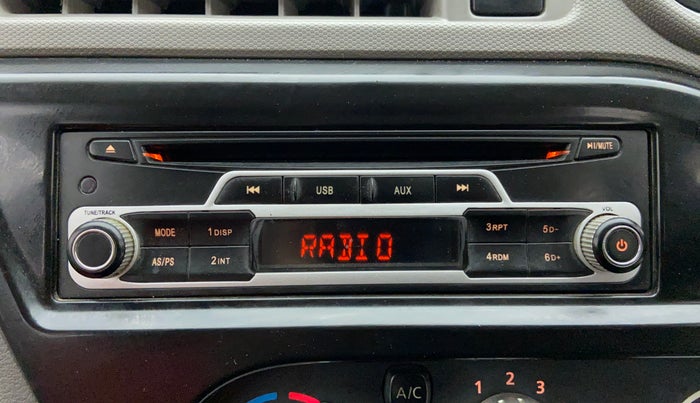 ▶II/MUTE
USB AUX
TUNE/TRACK VOL
MODE 1 DISP 3 RPT 5 D-
RADIO
AS/PS 2 INT 4 RDM 6 D+
A/C 1 2 3